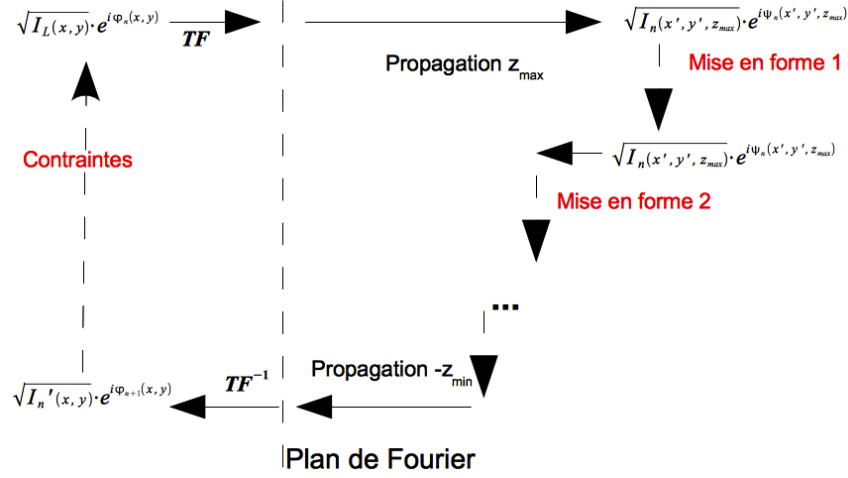 √I_L(x,y)·e^{iφ_n(x,y)}
TF
√I_n(x',y',z_max)·e^{iψ_n(x',y',z_max)}
Propagation z_max
Mise en forme 1
Contraintes
√I_n(x',y',z_max)·e^{iψ_n(x',y',z_max)}
Mise en forme 2
...
Propagation -z_min
√I_n'(x,y)·e^{iφ_{n+1}(x,y)}
TF^{-1}
Plan de Fourier